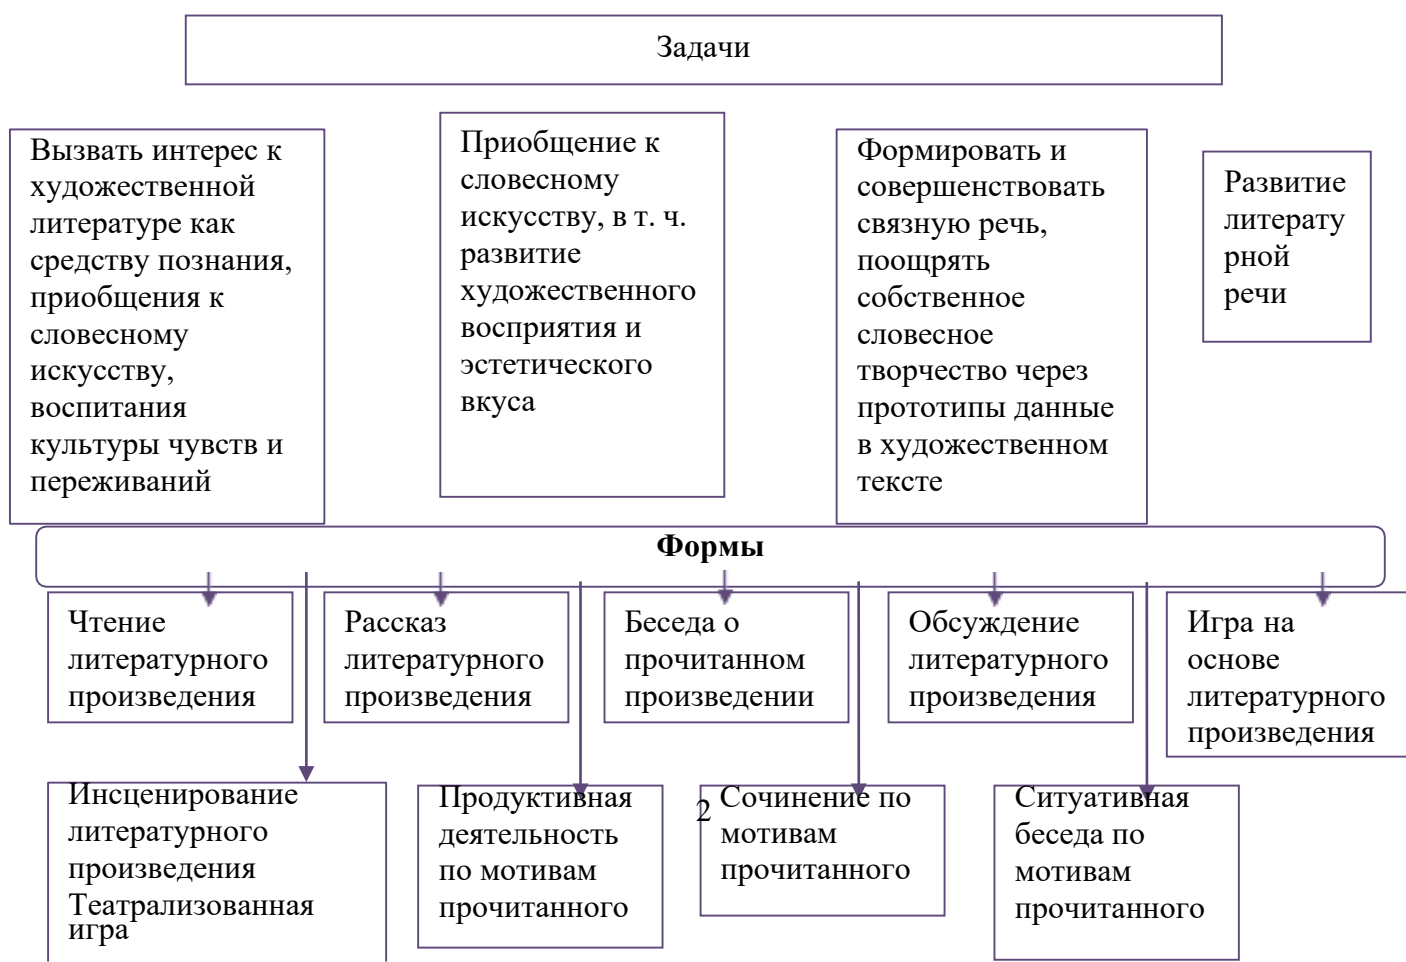 Задачи
Вызвать интерес к
художественной
литературе как
средству познания,
приобщения к
словесному
искусству,
воспитания
культуры чувств и
переживаний
Приобщение к
словесному
искусству, в т. ч.
развитие
художественного
восприятия и
эстетического
вкуса
Формировать и
совершенствовать
связную речь,
поощрять
собственное
словесное
творчество через
прототипы данные
в художественном
тексте
Развитие
литерату
рной
речи
Формы
Чтение
литературного
произведения
Рассказ
литературного
произведения
Беседа о
прочитанном
произведении
Обсуждение
литературного
произведения
Игра на
основе
литературного
произведения
Инсценирование
литературного
произведения
Театрализованная
игра
Продуктивная
деятельность
по мотивам
прочитанного
2
Сочинение по
мотивам
прочитанного
Ситуативная
беседа по
мотивам
прочитанного